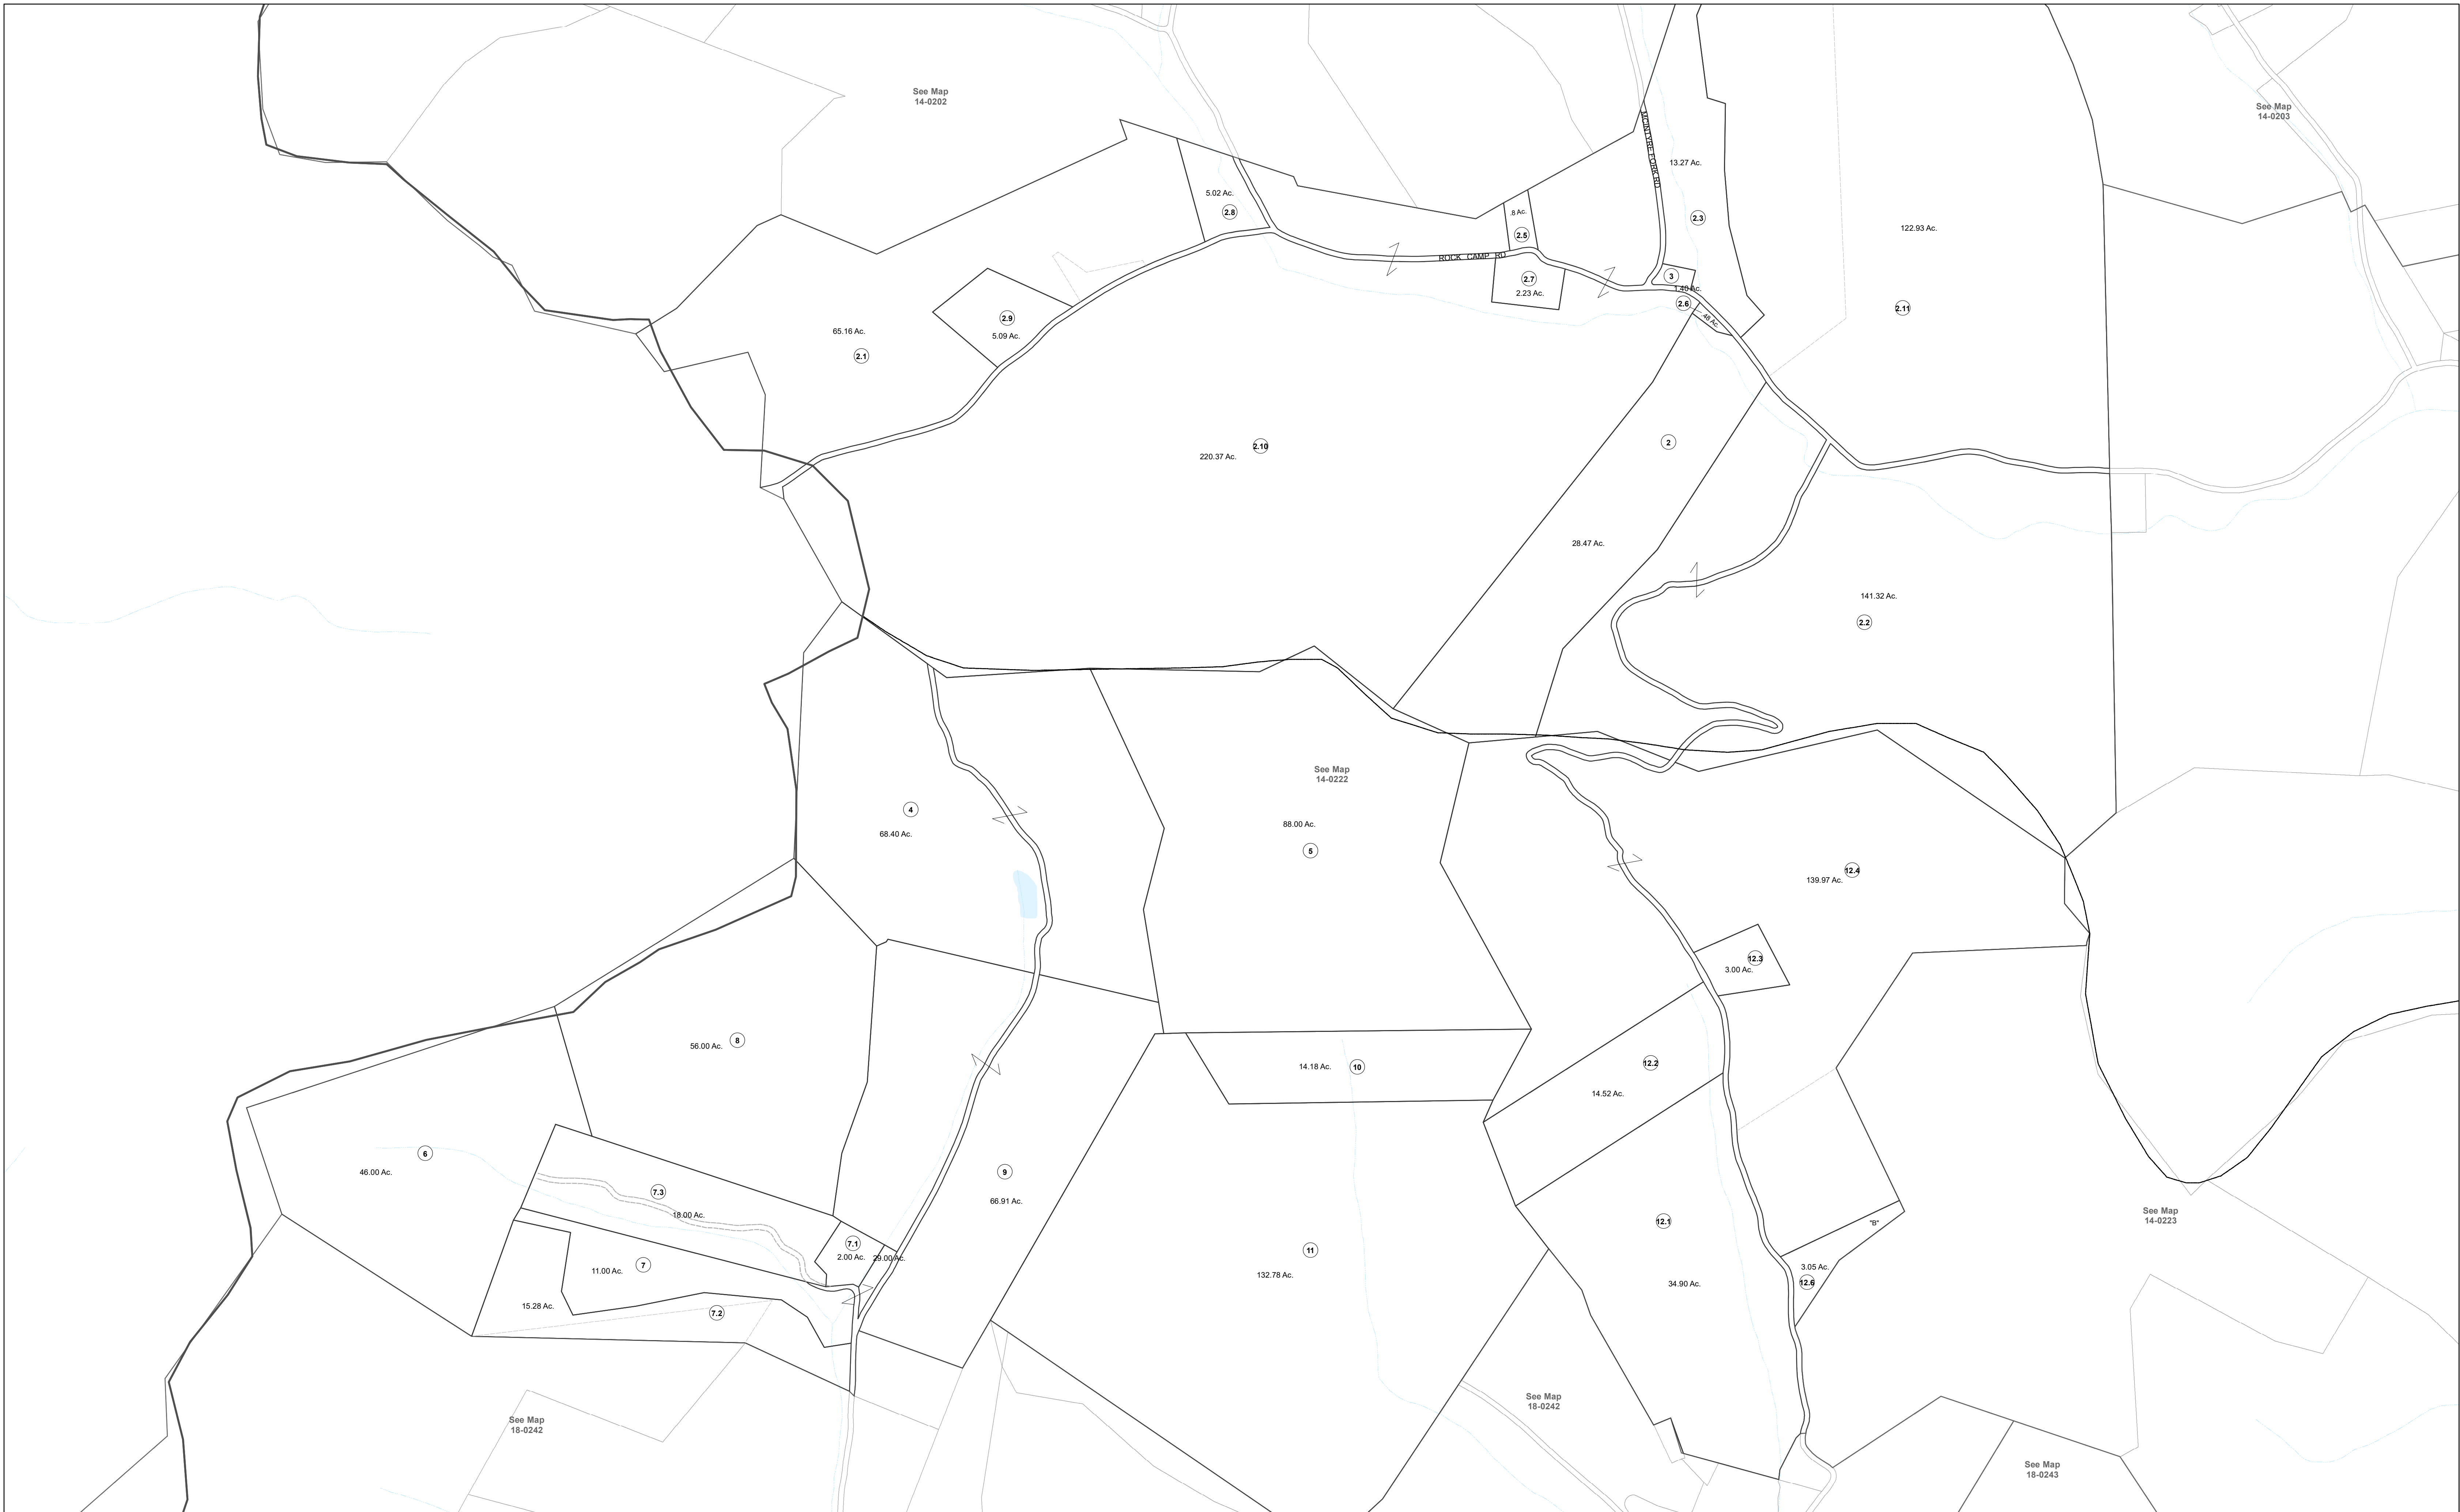 See Map
14-0202
See Map
14-0203
MCINTYRE FORK RD
13.27 Ac.
5.02 Ac.
2.8
.8 Ac.
2.3
122.93 Ac.
2.5
ROCK CAMP RD
3
2.7
1.40 Ac.
2.23 Ac.
2.6
2.11
2.9
.48 Ac.
65.16 Ac.
5.09 Ac.
2.1
2
2.10
220.37 Ac.
28.47 Ac.
141.32 Ac.
2.2
See Map
14-0222
4
68.40 Ac.
88.00 Ac.
5
12.4
139.97 Ac.
12.3
3.00 Ac.
8
56.00 Ac.
14.18 Ac.
10
12.2
14.52 Ac.
6
46.00 Ac.
9
66.91 Ac.
7.3
18.00 Ac.
12.1
"B"
See Map
14-0223
7.1
2.00 Ac.
29.00 Ac.
11
132.78 Ac.
7
11.00 Ac.
3.05 Ac.
12.6
34.90 Ac.
15.28 Ac.
7.2
See Map
18-0242
See Map
18-0242
See Map
18-0243